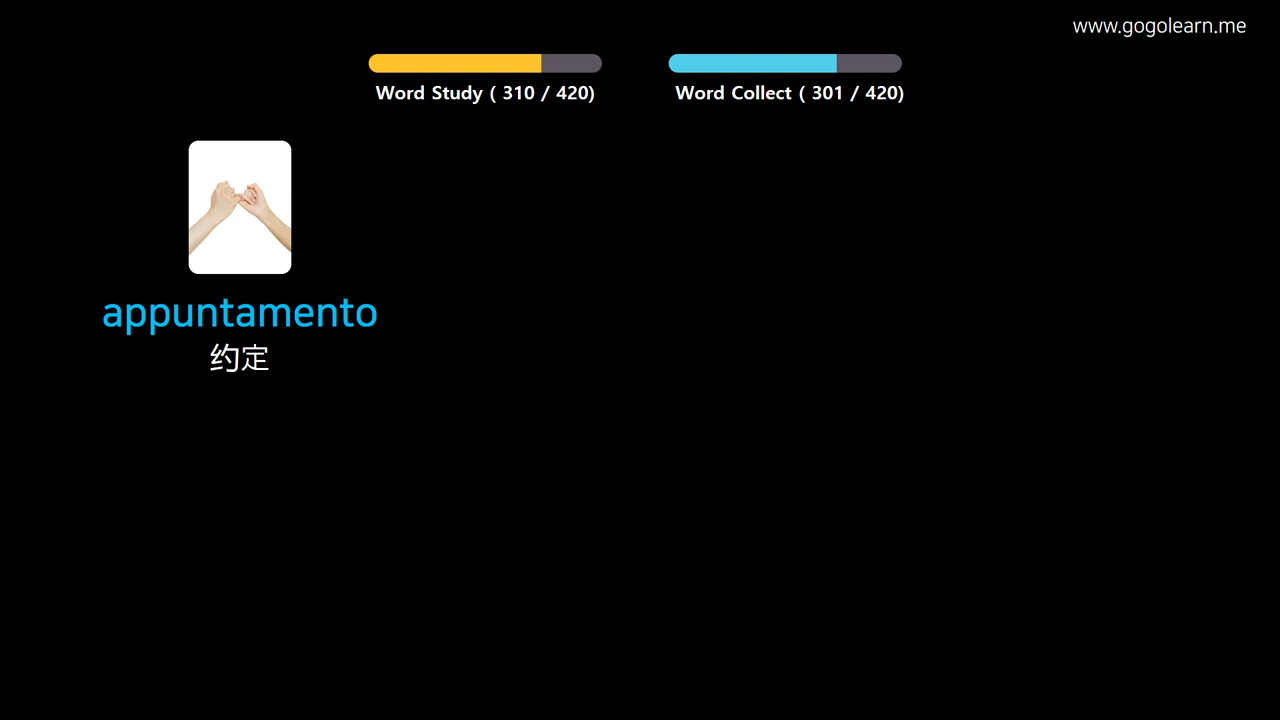 www.gogolearn.me
Word Study ( 310 / 420)
Word Collect ( 301 / 420)
appuntamento
约定